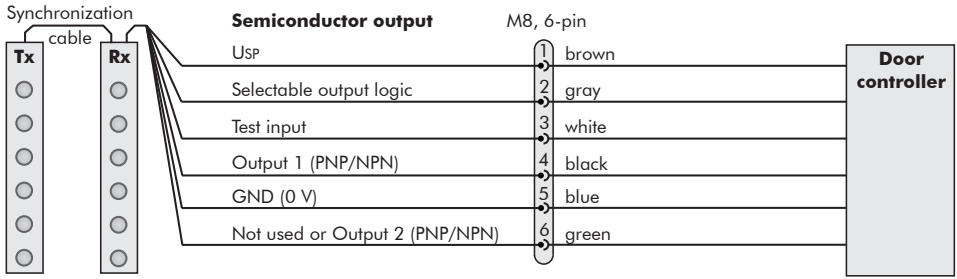 Synchronization
cable
Tx
Rx
Semiconductor output
M8, 6-pin
USP
1
brown
Selectable output logic
2
gray
Test input
3
white
Output 1 (PNP/NPN)
4
black
GND (0 V)
5
blue
Not used or Output 2 (PNP/NPN)
6
green
Door
controller